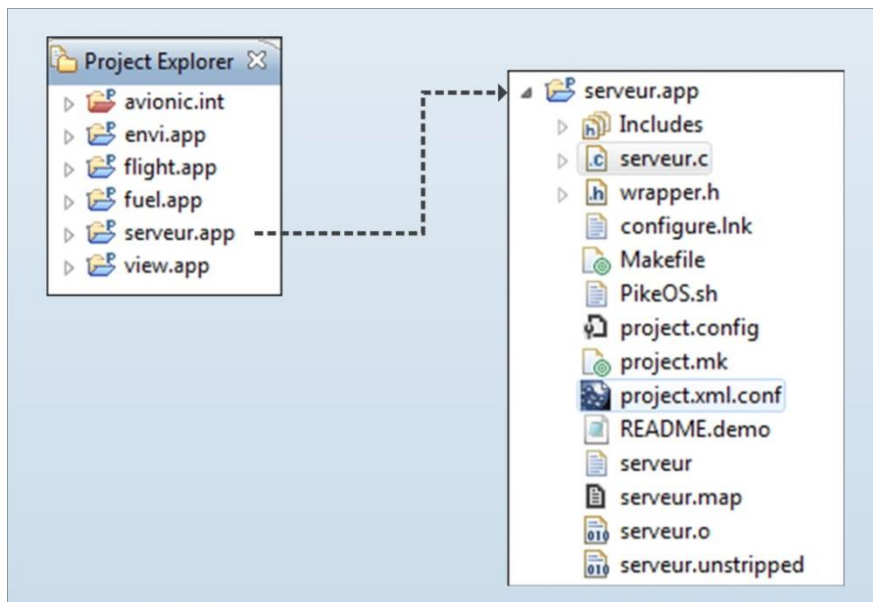 Project Explorer
avionic.int
envi.app
flight.app
fuel.app
serveur.app
view.app
serveur.app
Includes
serveur.c
wrapper.h
configure.lnk
Makefile
PikeOS.sh
project.config
project.mk
project.xml.conf
README.demo
serveur
serveur.map
serveur.o
serveur.unstripped